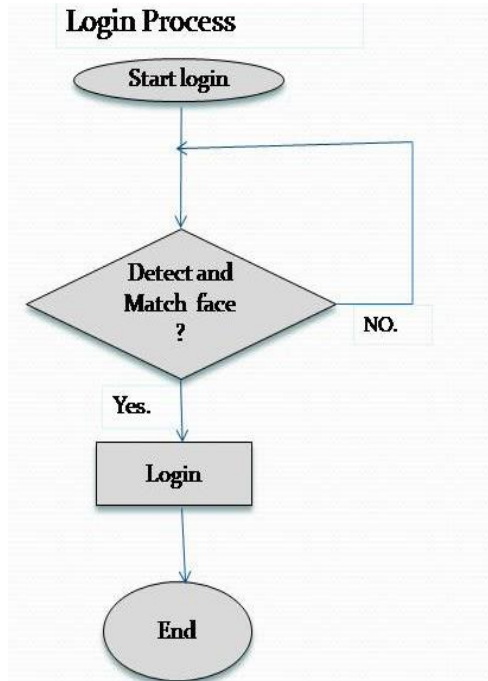 Login Process
Start login
Detect and
Match face
?
NO.
Yes.
Login
End